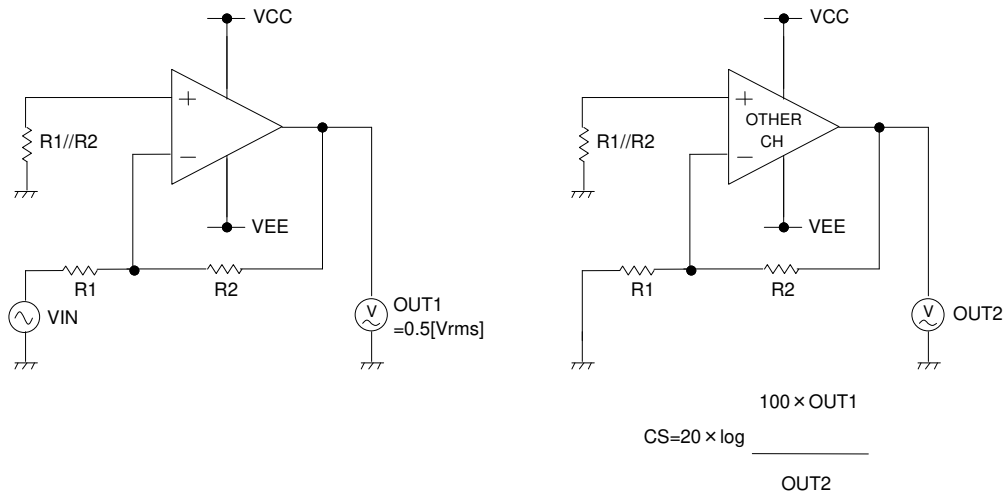 VCC
R1//R2
+
−
VEE
R1
R2
VIN
OUT1
=0.5[Vrms]
V
VCC
R1//R2
+
OTHER
CH
−
VEE
R1
R2
V
OUT2
100×OUT1
CS=20×log
OUT2